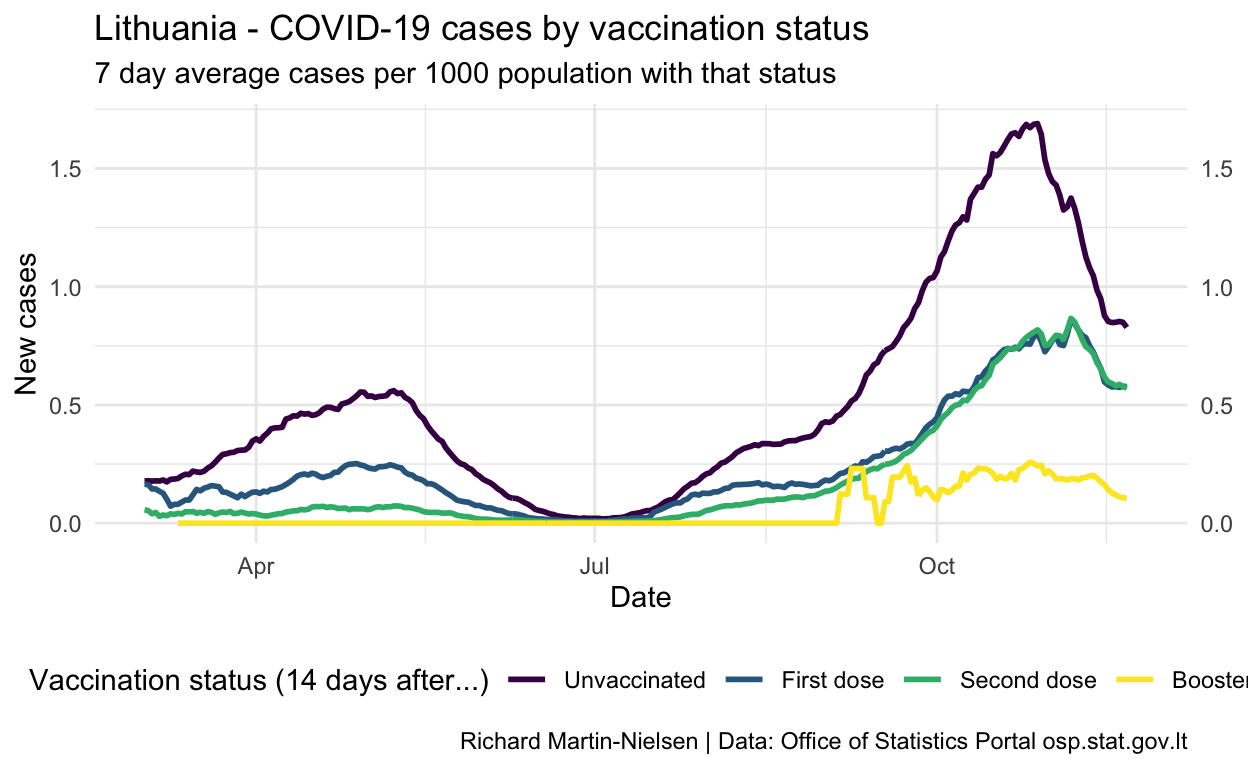 Lithuania - COVID-19 cases by vaccination status
7 day average cases per 1000 population with that status
New cases
1.5 1.5
1.0 1.0
0.5 0.5
0.0 0.0
Apr Jul Oct
Date
Vaccination status (14 days after...) Unvaccinated First dose Second dose Booster
Richard Martin-Nielsen | Data: Office of Statistics Portal osp.stat.gov.lt